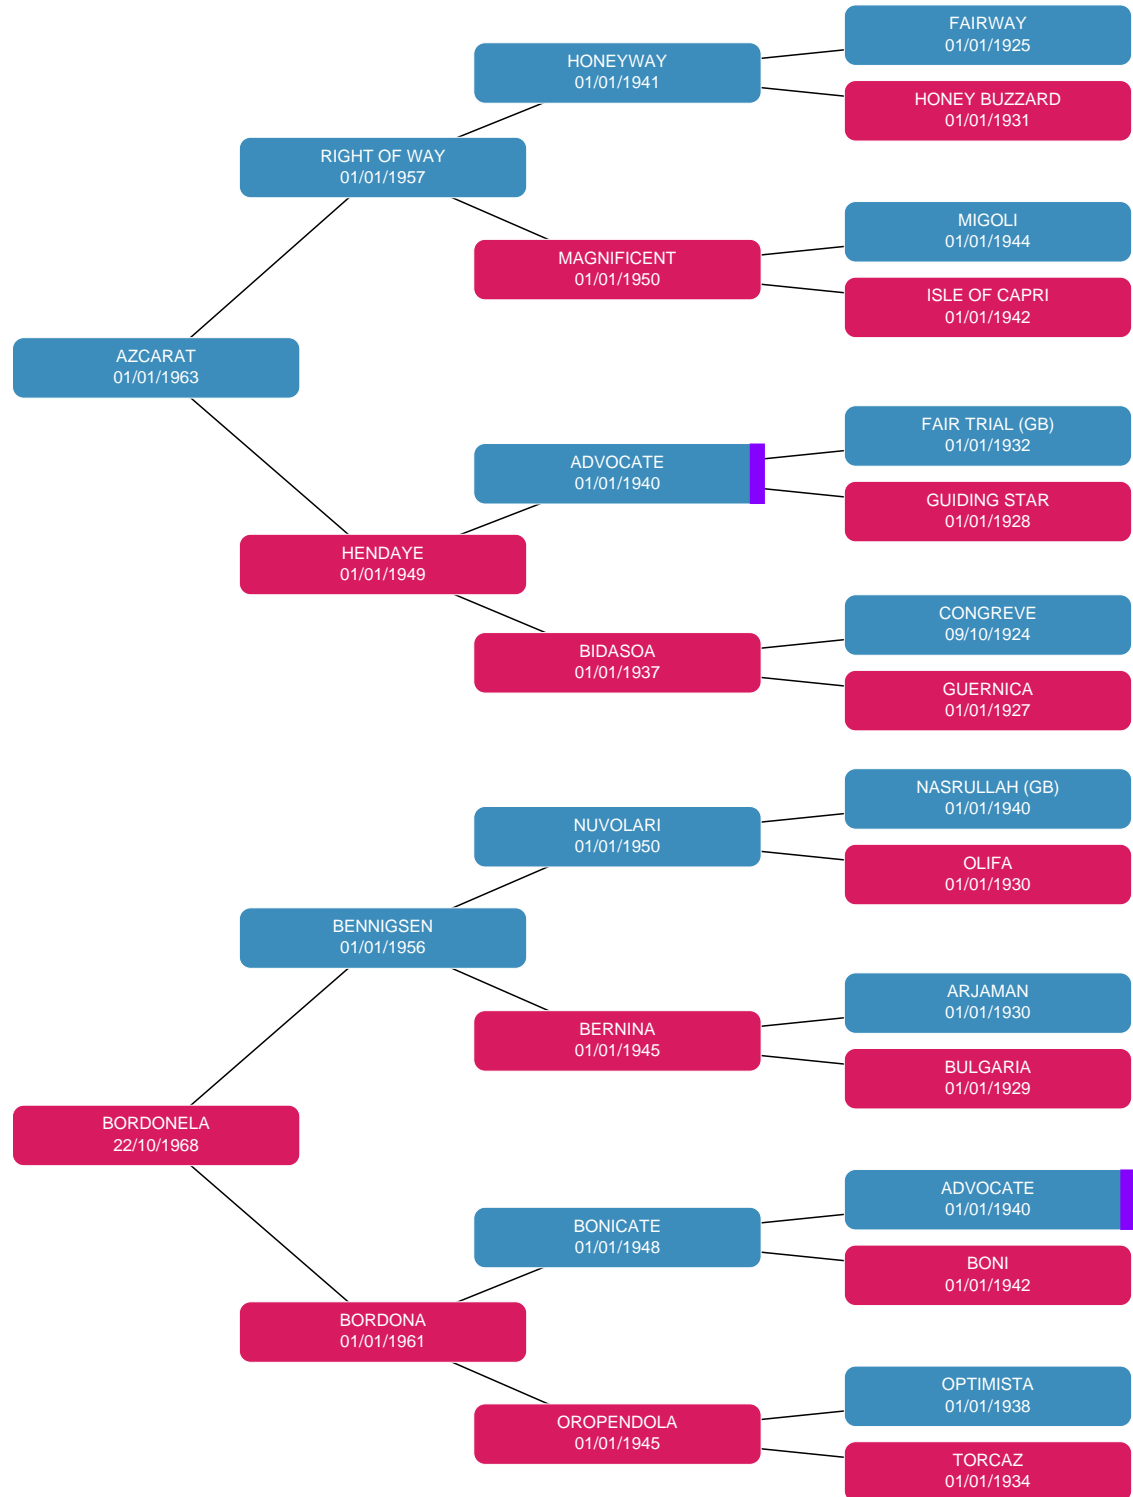 FAIRWAY
01/01/1925
HONEYWAY
01/01/1941
HONEY BUZZARD
01/01/1931
RIGHT OF WAY
01/01/1957
MIGOLI
01/01/1944
MAGNIFICENT
01/01/1950
ISLE OF CAPRI
01/01/1942
AZCARAT
01/01/1963
FAIR TRIAL (GB)
01/01/1932
ADVOCATE
01/01/1940
GUIDING STAR
01/01/1928
HENDAYE
01/01/1949
CONGREVE
09/10/1924
BIDASOA
01/01/1937
GUERNICA
01/01/1927
NASRULLAH (GB)
01/01/1940
NUVOLARI
01/01/1950
OLIFA
01/01/1930
BENNIGSEN
01/01/1956
ARJAMAN
01/01/1930
BERNINA
01/01/1945
BULGARIA
01/01/1929
BORDONELA
22/10/1968
ADVOCATE
01/01/1940
BONICATE
01/01/1948
BONI
01/01/1942
BORDONA
01/01/1961
OPTIMISTA
01/01/1938
OROPENDOLA
01/01/1945
TORCAZ
01/01/1934